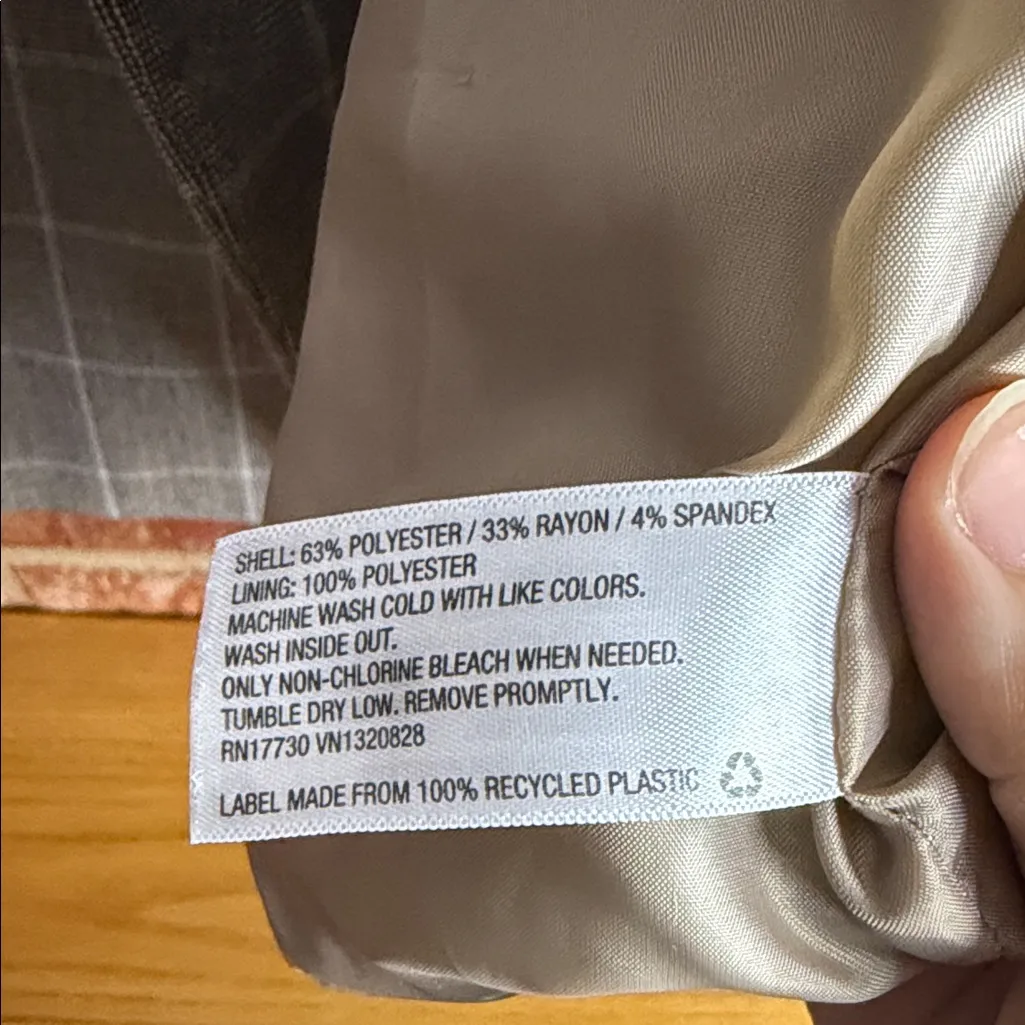 SHELL: 63% POLYESTER / 33% RAYON / 4% SPANDEX
LINING: 100% POLYESTER
MACHINE WASH COLD WITH LIKE COLORS.
WASH INSIDE OUT.
ONLY NON-CHLORINE BLEACH WHEN NEEDED.
TUMBLE DRY LOW. REMOVE PROMPTLY.
RN17730 VN1320828
LABEL MADE FROM 100% RECYCLED PLASTIC